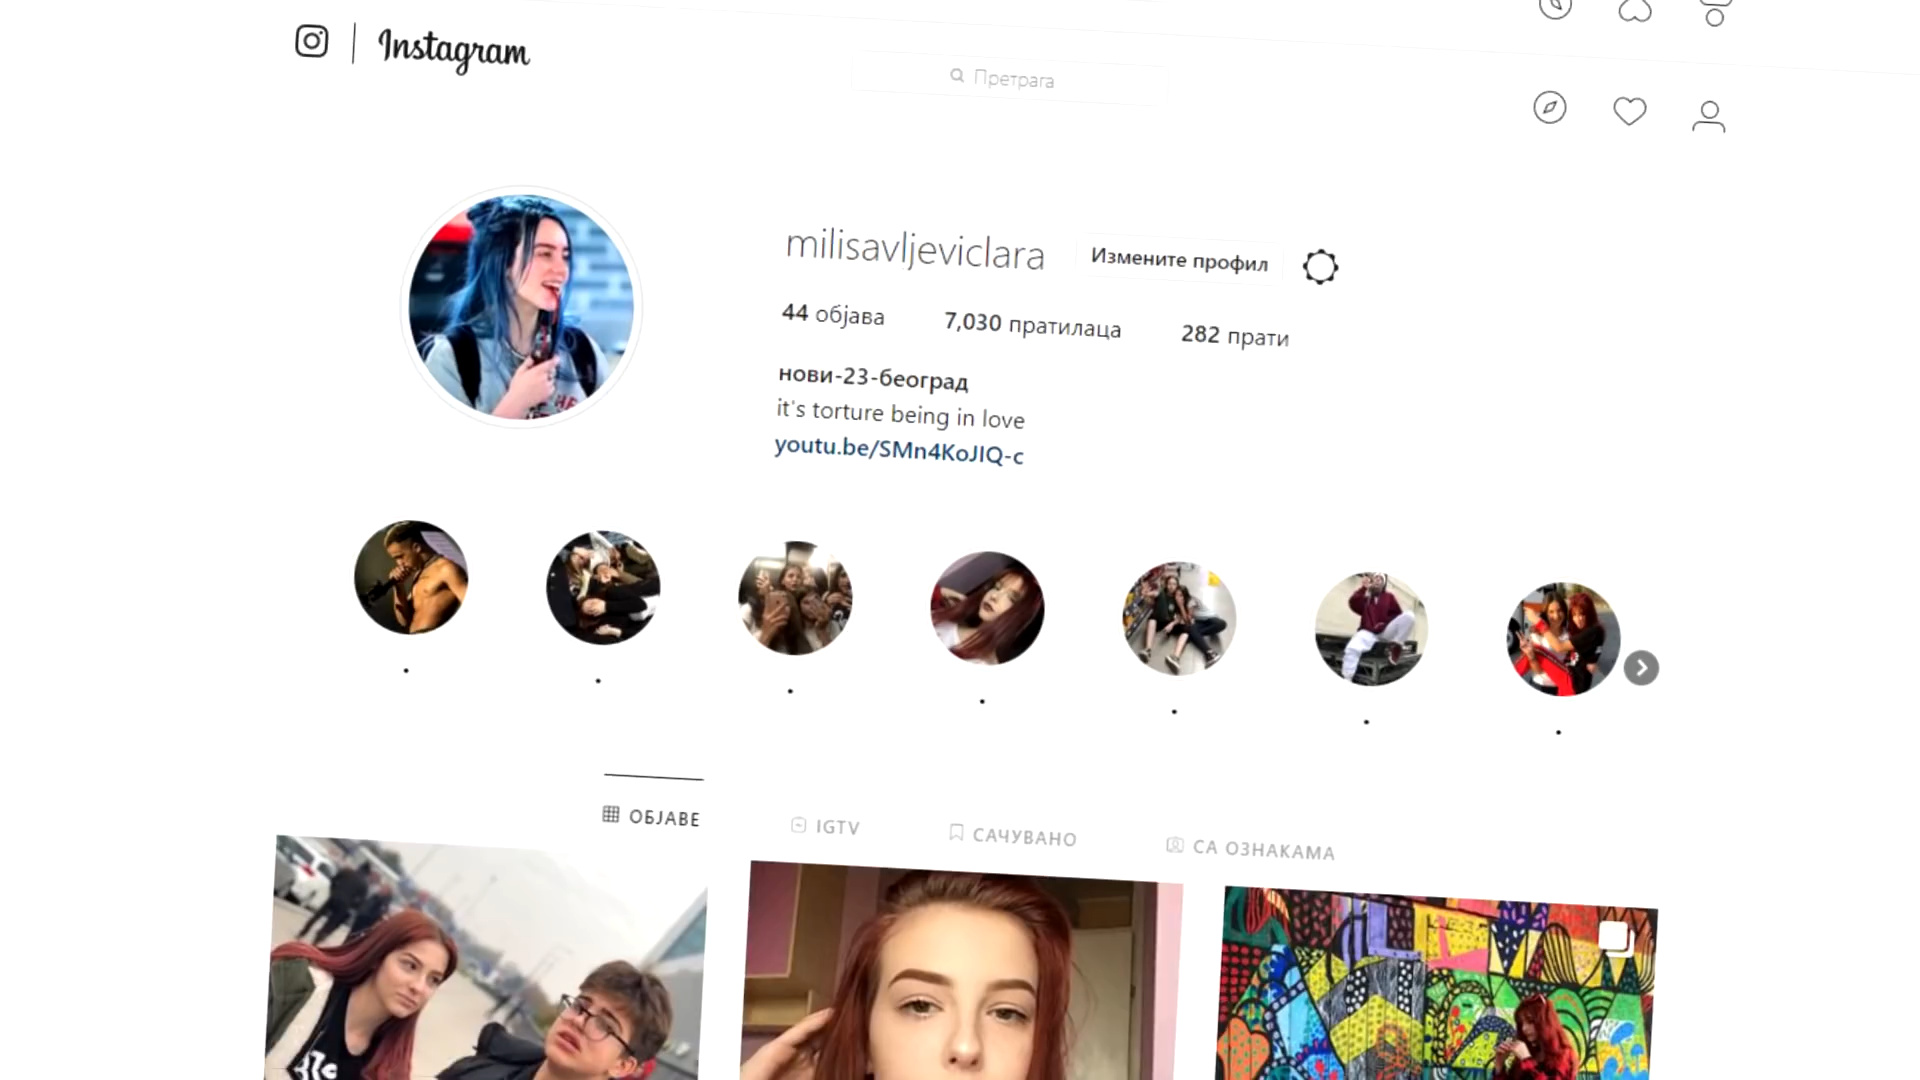 Instagram
Претрага
milisavljeviclara
Измените профил
44 објава
7,030 пратилаца
282 прати
нови-23-београд
it's torture being in love
youtu.be/SMn4KoJIQ-c
ОБЈАВЕ
IGTV
САЧУВАНО
СА ОЗНАКАМА